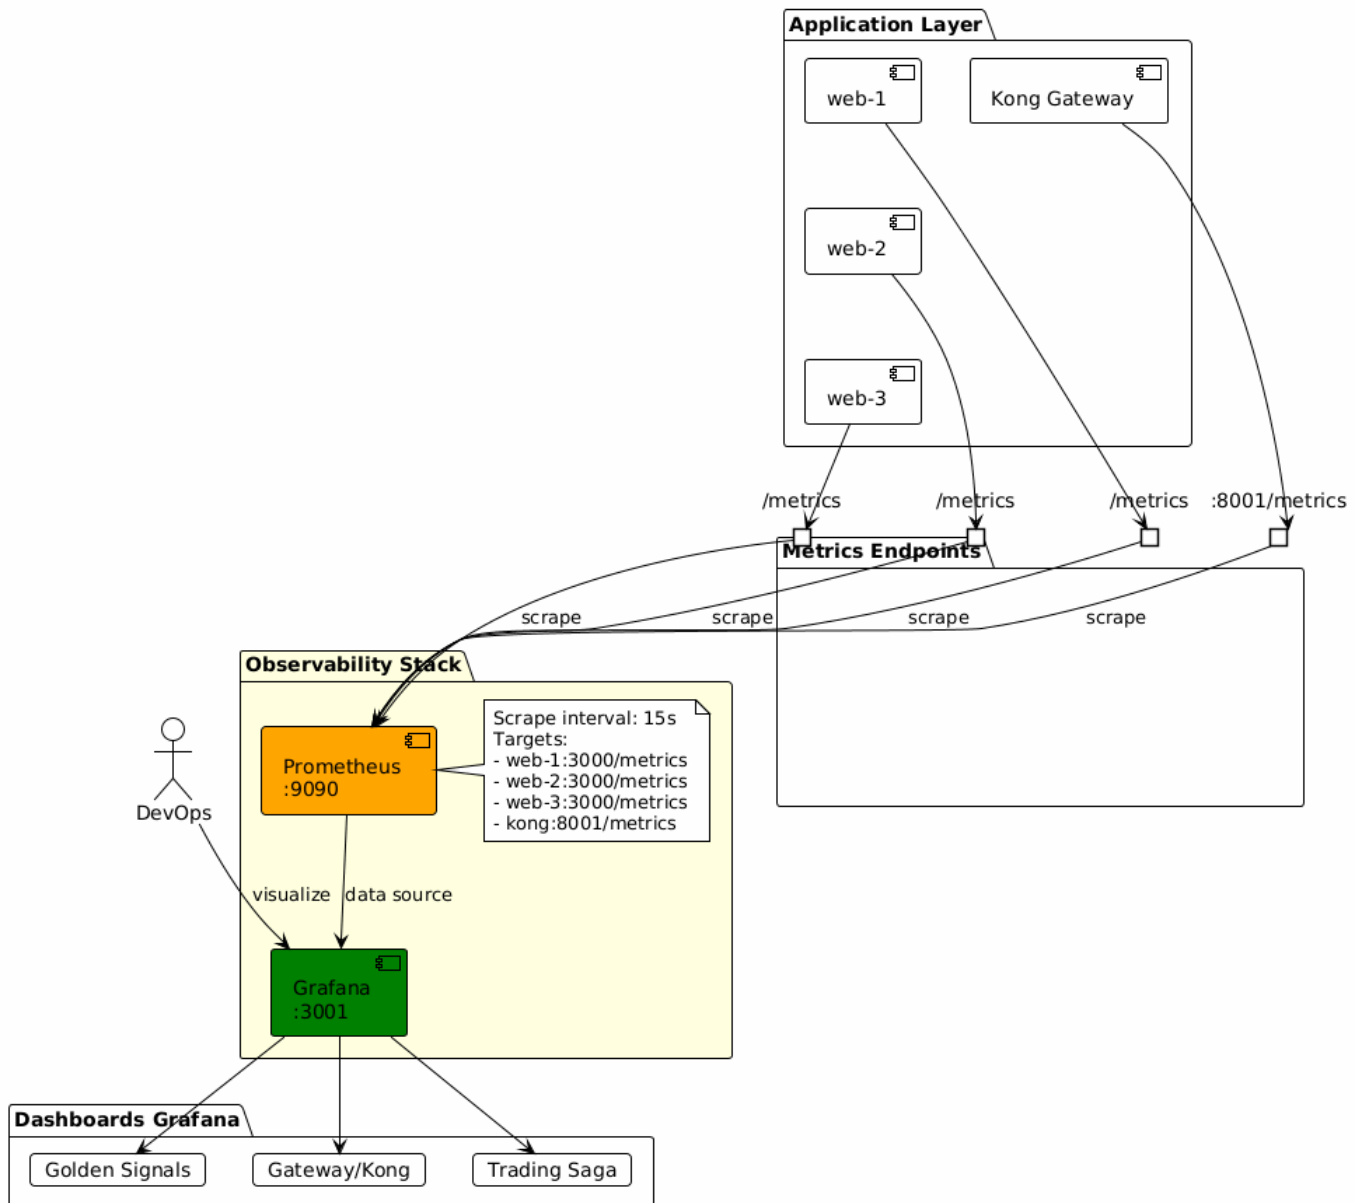 Application Layer
web-1
Kong Gateway
web-2
web-3
/metrics
/metrics
/metrics
:8001/metrics
Metrics Endpoints
scrape
scrape
scrape
scrape
Observability Stack
Scrape interval: 15s
Targets:
- web-1:3000/metrics
- web-2:3000/metrics
- web-3:3000/metrics
- kong:8001/metrics
Prometheus
:9090
DevOps
visualize
data source
Grafana
:3001
Dashboards Grafana
Golden Signals
Gateway/Kong
Trading Saga